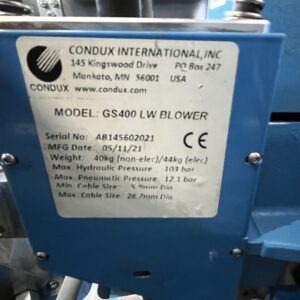 CONDUX INTERNATIONAL,INC
145 Kingswood Drive PO Box 247
Mankato, MN 56001 USA
CONDUX www.condux.com
MODEL: GS400 LW BLOWER
Serial No: AB145602021
MFG Date: 05/11/21
CE
Weight: 40kg (non-elec)/44kg (elec)
Max. Hydraulic Pressure : 103 bar
Max. Pneumatic Pressure : 12.1 bar
Min. Cable Size: 5.9mm Dia.
Max. Cable Size: 28.7mm Dia.